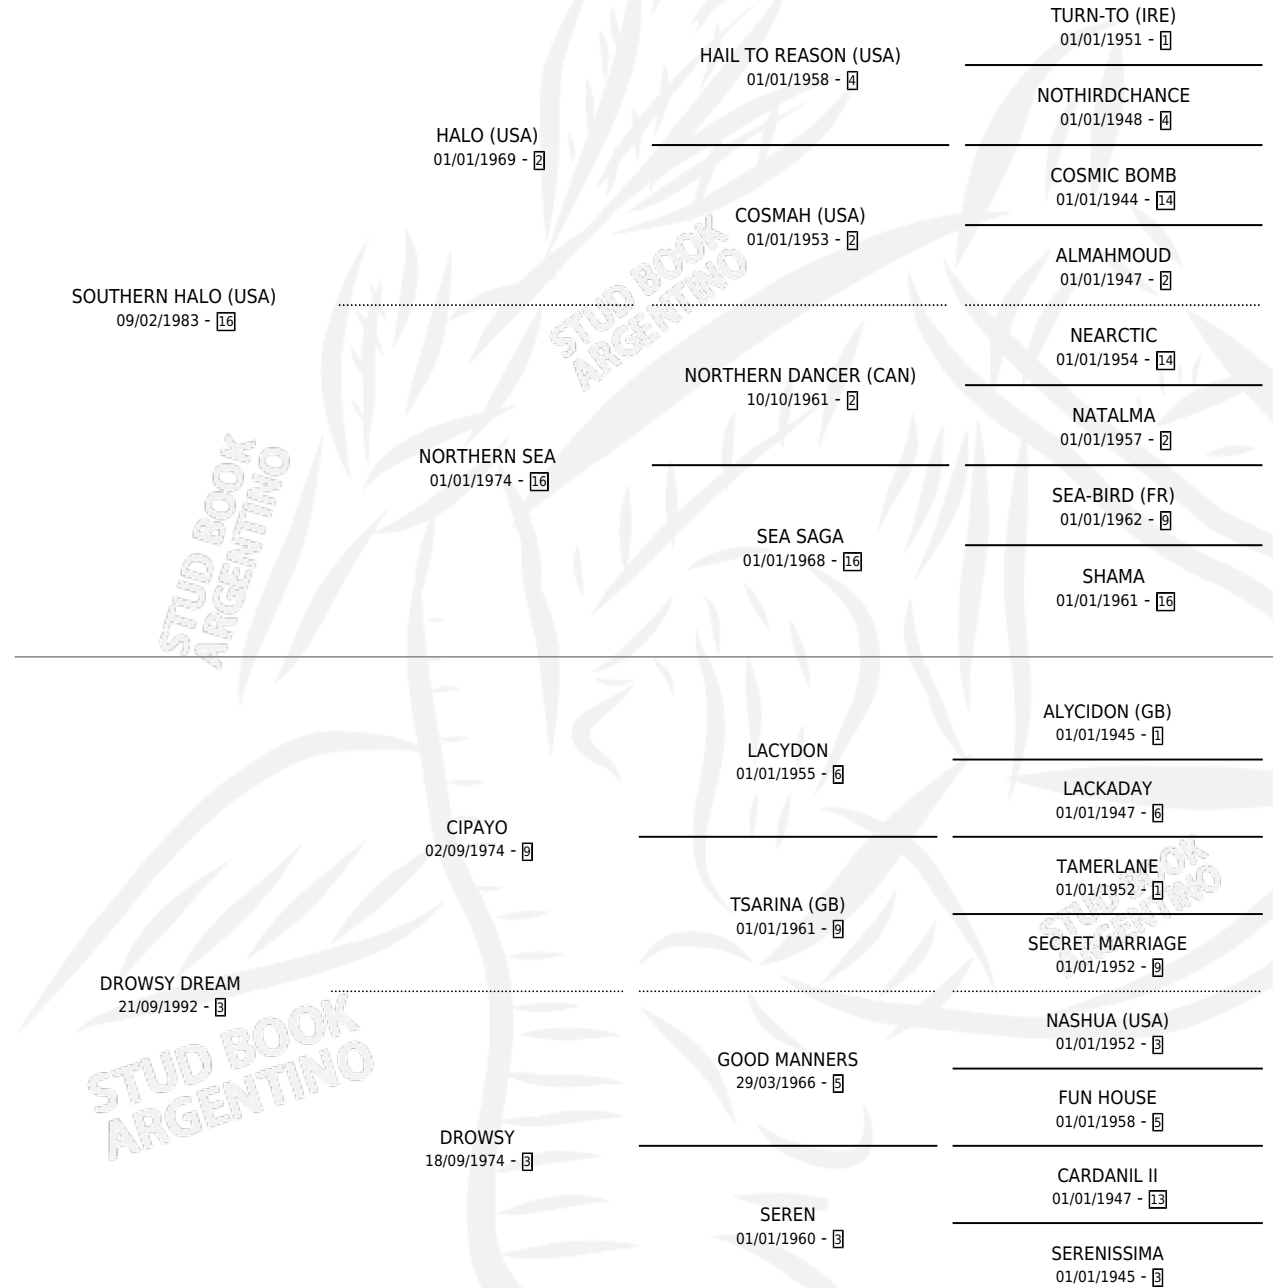 TURN-TO (IRE)
01/01/1951 - 1
HAIL TO REASON (USA)
01/01/1958 - 4
NOTHIRDCHANCE
01/01/1948 - 4
HALO (USA)
01/01/1969 - 2
COSMIC BOMB
01/01/1944 - 14
COSMAH (USA)
01/01/1953 - 2
ALMAHMOUD
01/01/1947 - 2
SOUTHERN HALO (USA)
09/02/1983 - 16
STUD BOOK
ARGENTINO
NEARCTIC
01/01/1954 - 14
NORTHERN DANCER (CAN)
10/10/1961 - 2
NATALMA
01/01/1957 - 2
NORTHERN SEA
01/01/1974 - 16
SEA-BIRD (FR)
01/01/1962 - 9
SEA SAGA
01/01/1968 - 16
SHAMA
01/01/1961 - 16
STUD BOOK
ARGENTINO
ALYCIDON (GB)
01/01/1945 - 1
LACYDON
01/01/1955 - 6
LACKADAY
01/01/1947 - 6
CIPAYO
02/09/1974 - 9
TAMERLANE
01/01/1952 - 1
TSARINA (GB)
01/01/1961 - 9
SECRET MARRIAGE
01/01/1952 - 9
STUD BOOK
ARGENTINO
DROWSY DREAM
21/09/1992 - 3
NASHUA (USA)
01/01/1952 - 3
GOOD MANNERS
29/03/1966 - 5
FUN HOUSE
01/01/1958 - 5
STUD BOOK
ARGENTINO
DROWSY
18/09/1974 - 3
CARDANIL II
01/01/1947 - 13
SEREN
01/01/1960 - 3
SERENISSIMA
01/01/1945 - 3